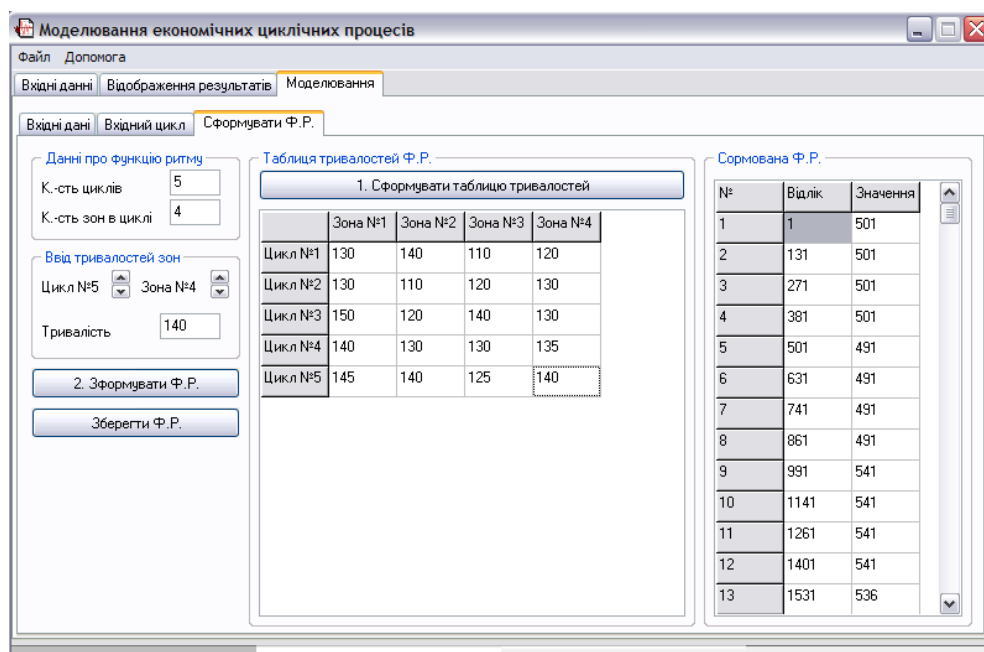 Моделювання економічних циклічних процесів
Файл Допомога
Вхідні данні Відображення результатів Моделювання
Вхідні дані Вхідний цикл Сформувати Ф.Р.
Данні про функцію ритму
К.-сть циклів 5
К.-сть зон в циклі 4
Ввід тривалостей зон
Цикл №5 Зона №4
Тривалість 140
2. Зформувати Ф.Р.
Зберегти Ф.Р.
Таблиця тривалостей Ф.Р.
1. Сформувати таблицю тривалостей
Зона №1 Зона №2 Зона №3 Зона №4
Цикл №1 130 140 110 120
Цикл №2 130 110 120 130
Цикл №3 150 120 140 130
Цикл №4 140 130 130 135
Цикл №5 145 140 125 140
Сормована Ф.Р.
№ Відлік Значення
1 1 501
2 131 501
3 271 501
4 381 501
5 501 491
6 631 491
7 741 491
8 861 491
9 991 541
10 1141 541
11 1261 541
12 1401 541
13 1531 536